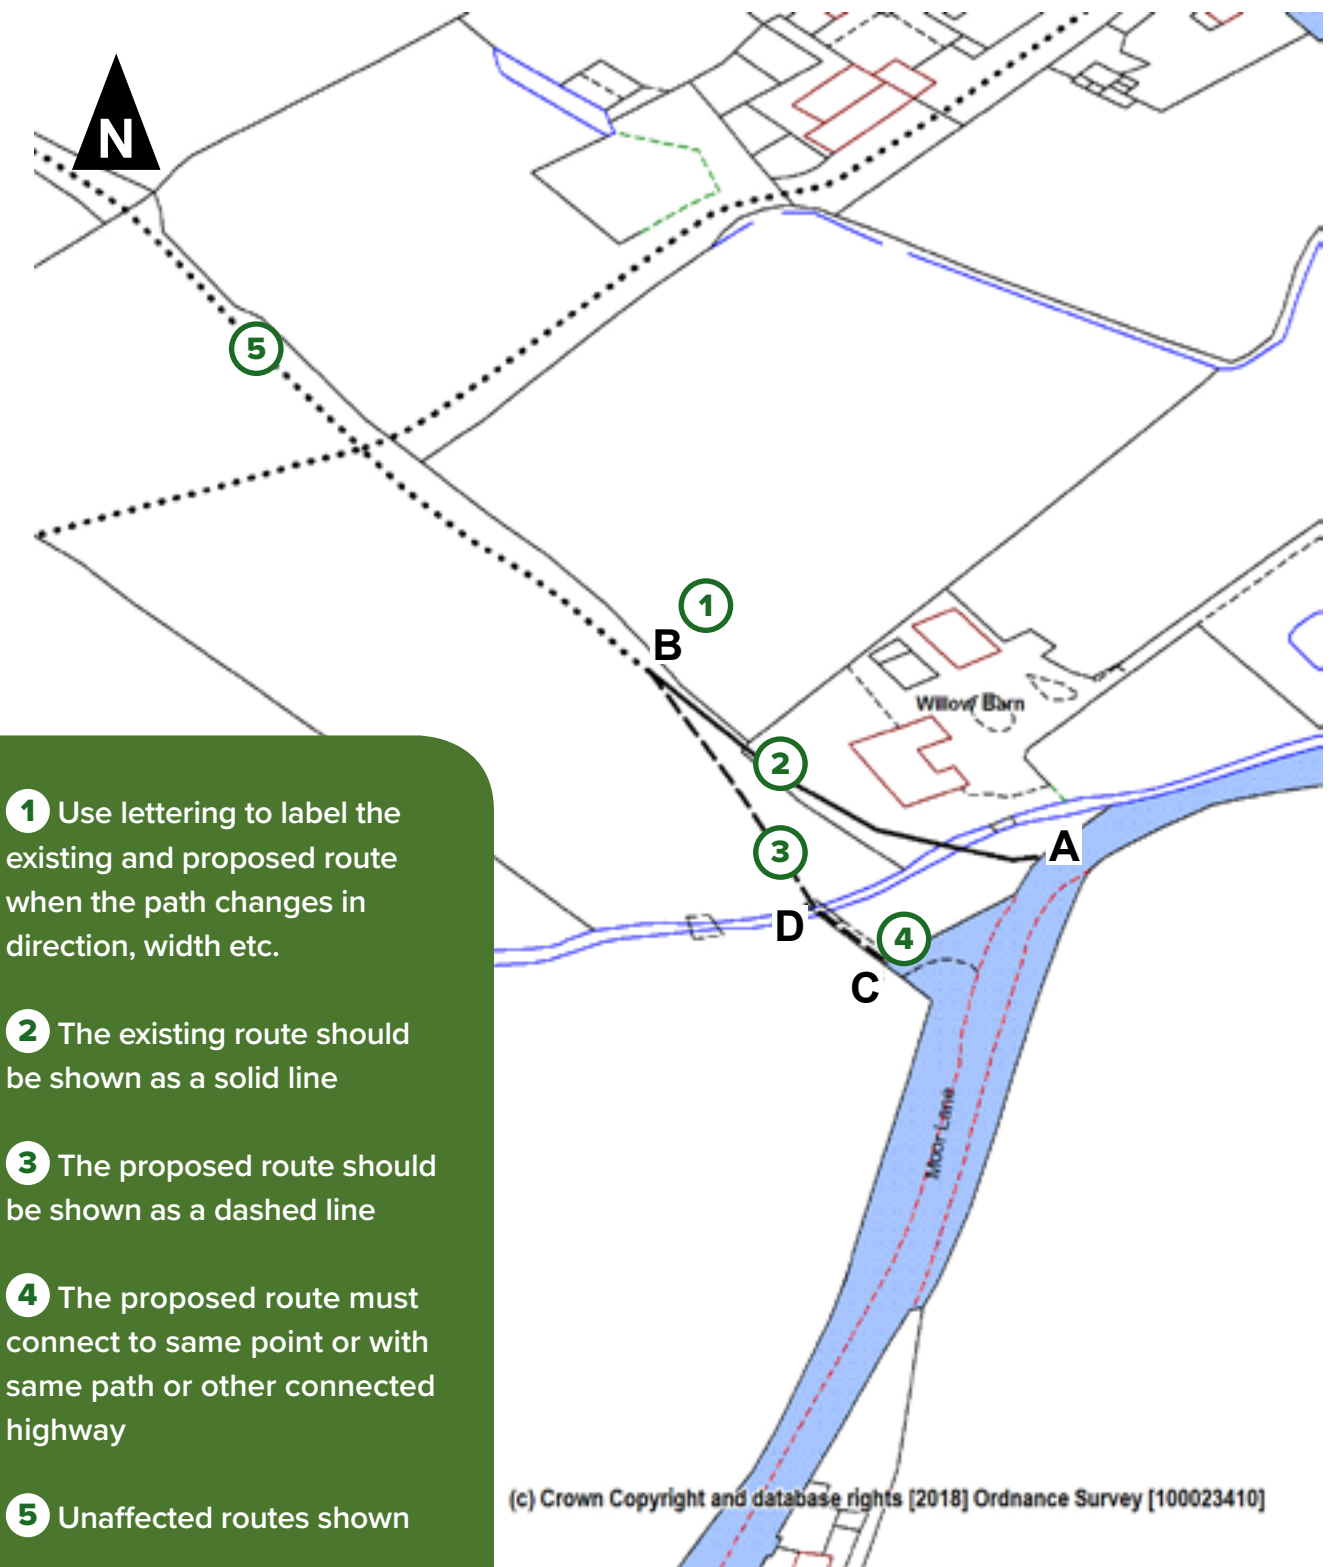 N
5
1
B
Willow Barn
2
A
3
D
4
C
Moor Lane
1 Use lettering to label the
existing and proposed route
when the path changes in
direction, width etc.
2 The existing route should
be shown as a solid line
3 The proposed route should
be shown as a dashed line
4 The proposed route must
connect to same point or with
same path or other connected
highway
5 Unaffected routes shown
(c) Crown Copyright and database rights [2018] Ordnance Survey [100023410]